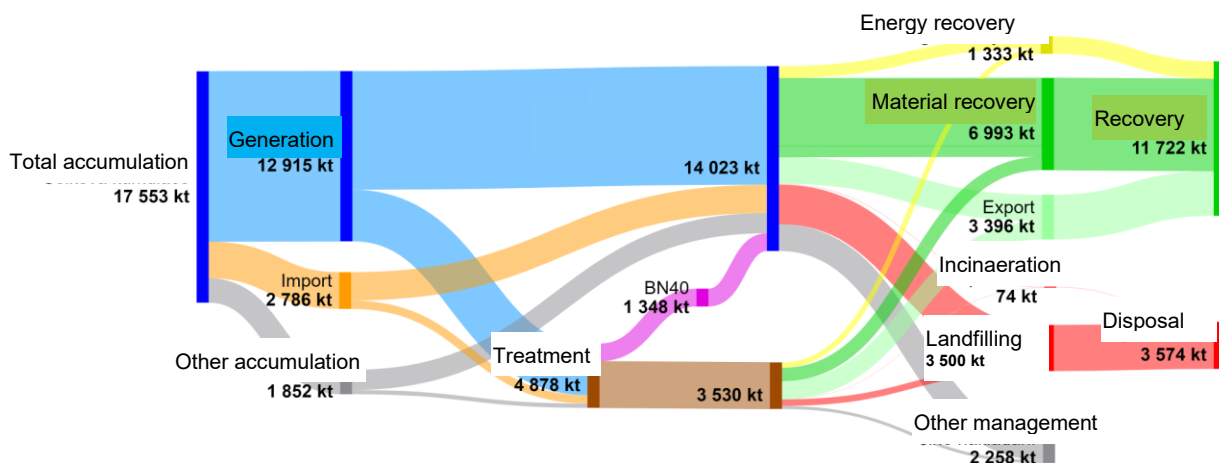 Energy recovery
1 333 kt
Material recovery
6 993 kt
Recovery
11 722 kt
Generation
12 915 kt
Total accumulation
17 553 kt
14 023 kt
Export
3 396 kt
Import
2 786 kt
Incinaeration
74 kt
BN40
1 348 kt
Landfilling
3 500 kt
Disposal
3 574 kt
Other accumulation
1 852 kt
Treatment
4 878 kt
3 530 kt
Other management
2 258 kt